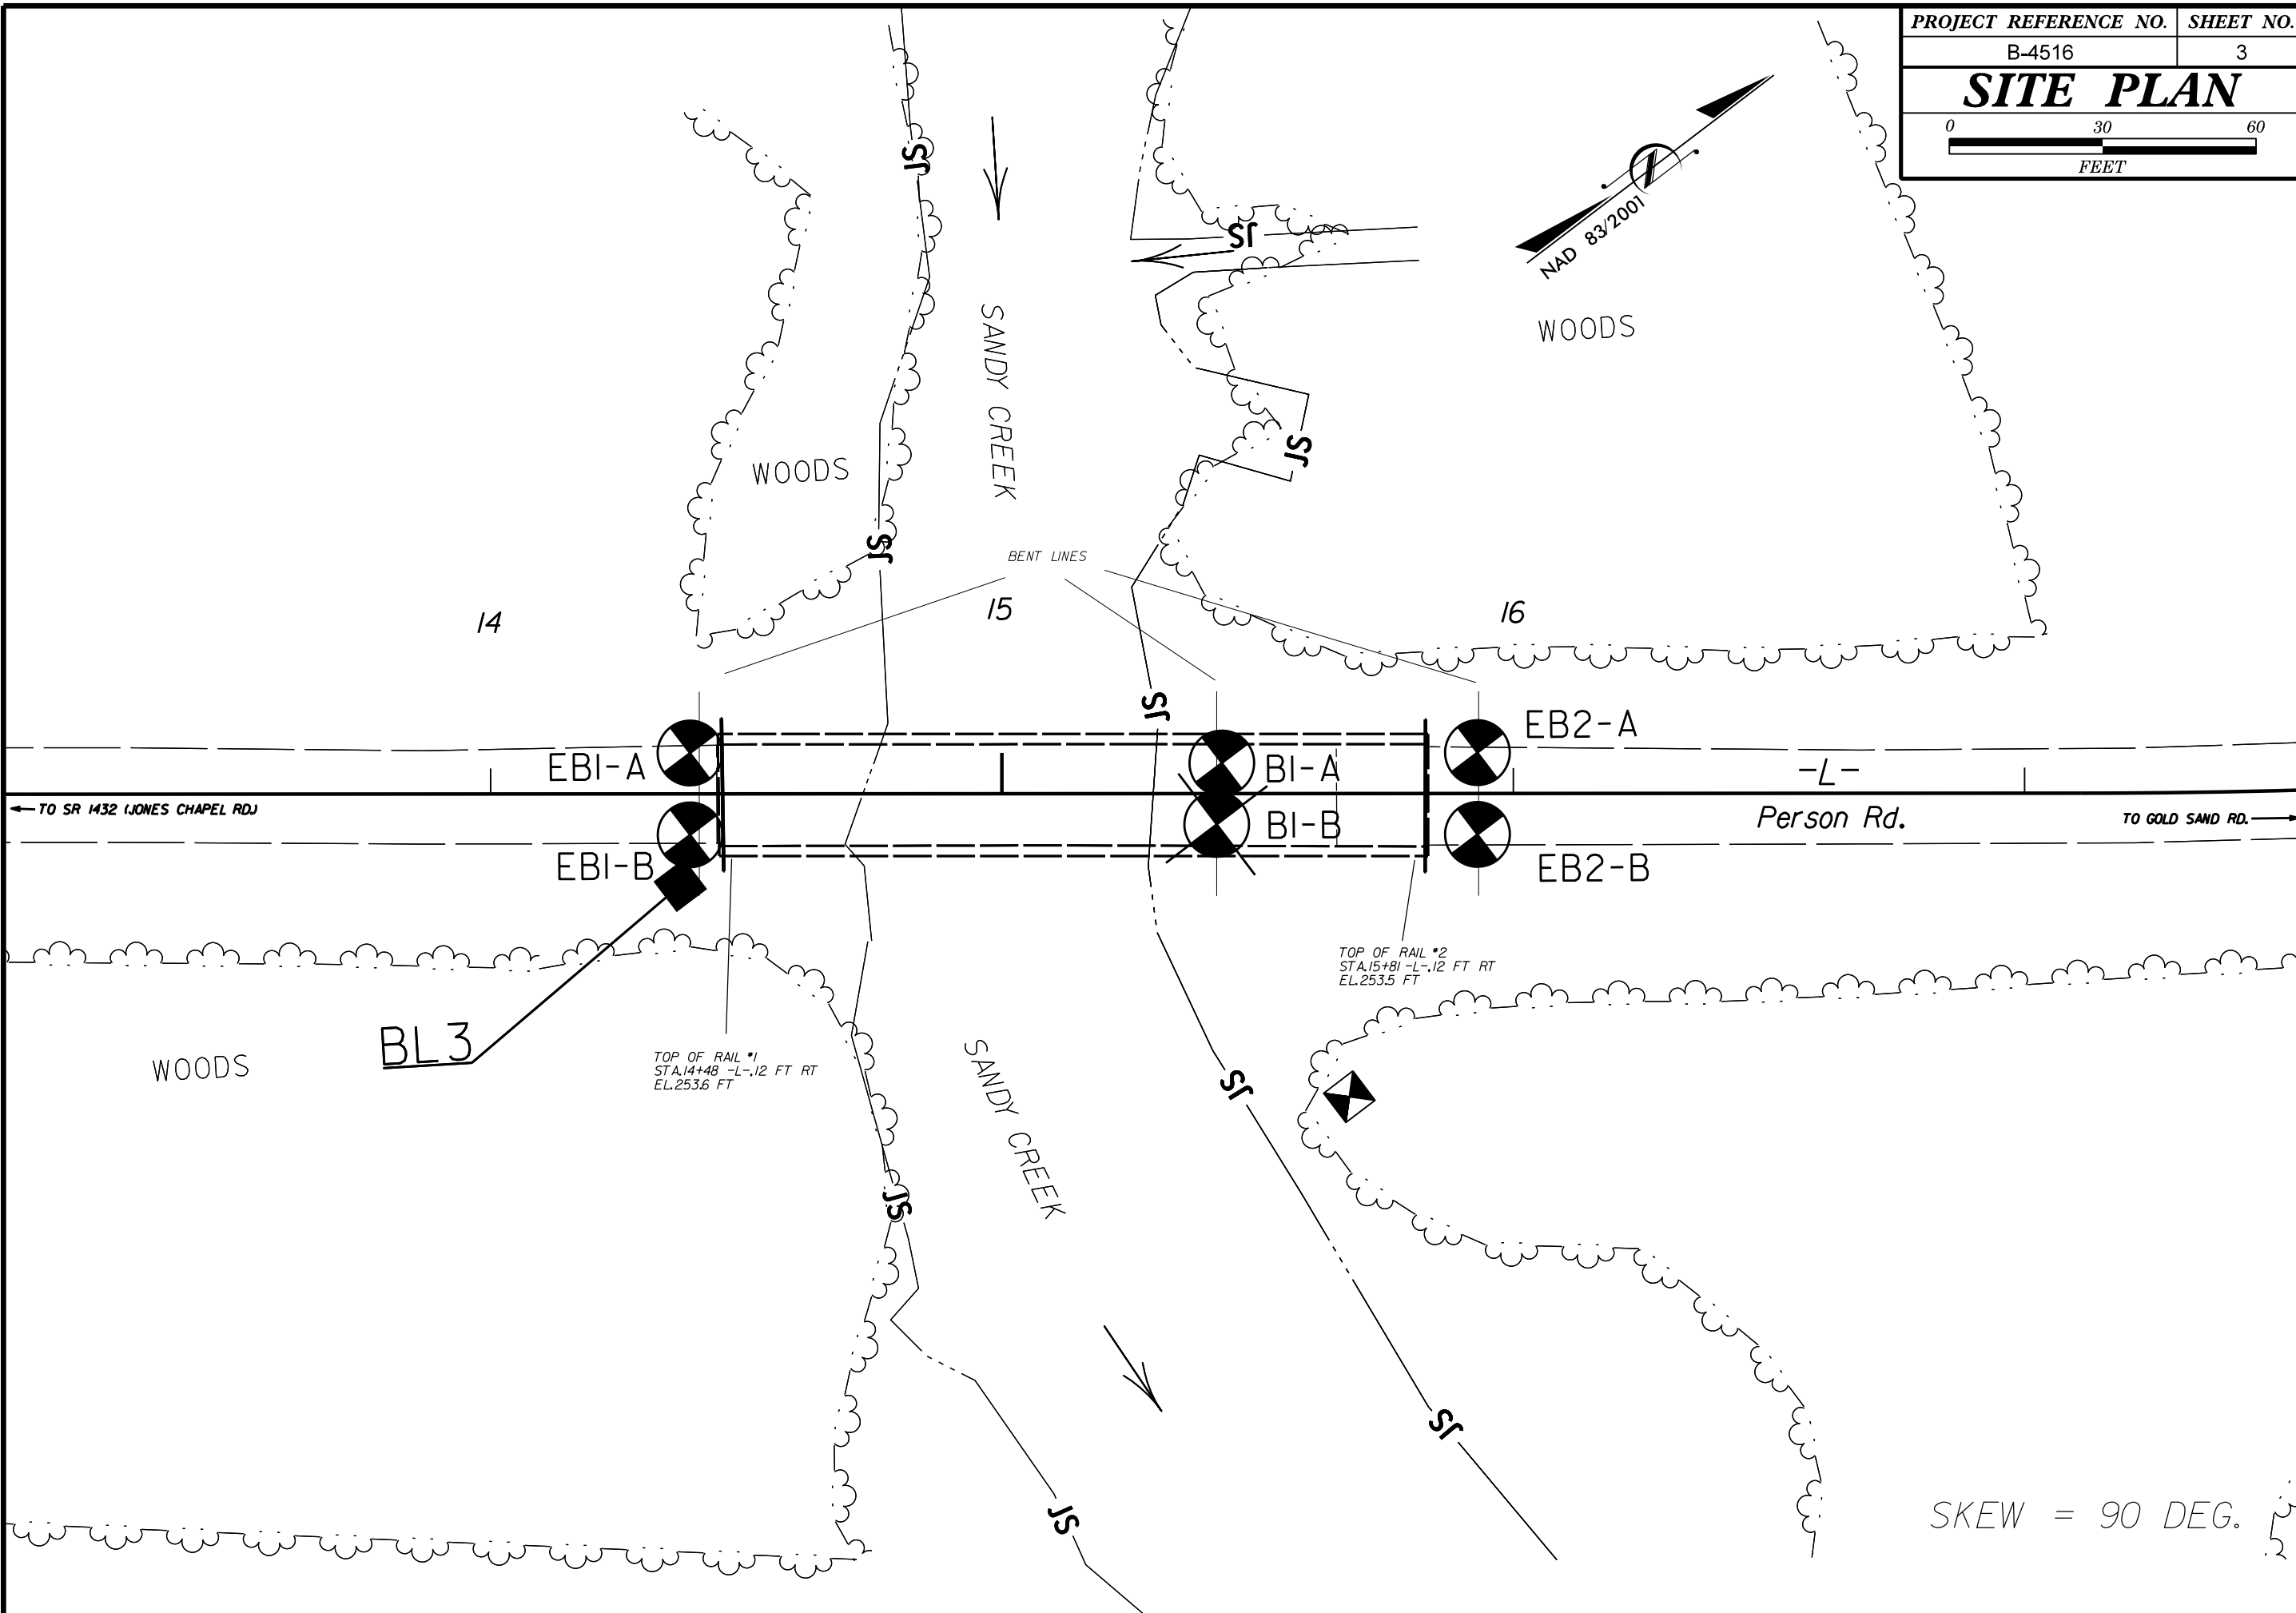 PROJECT REFERENCE NO. SHEET NO.
B-4516 3
SITE PLAN
0 30 60
FEET
JS
JS
NAD 83/2001
SANDY CREEK
WOODS
JS
WOODS
JS
BENT LINES
14 15 16
JS
EB1-A
B1-A
EB2-A
-L-
TO SR 1432 (JONES CHAPEL RD.)
EB1-B
B1-B
EB2-B
Person Rd.
TO GOLD SAND RD.
TOP OF RAIL #2
STA.15+81 -L-,12 FT RT
EL.253.5 FT
BL3
WOODS
TOP OF RAIL #1
STA.14+48 -L-,12 FT RT
EL.253.6 FT
SANDY CREEK
JS
JS
JS
JS
SKEW = 90 DEG.